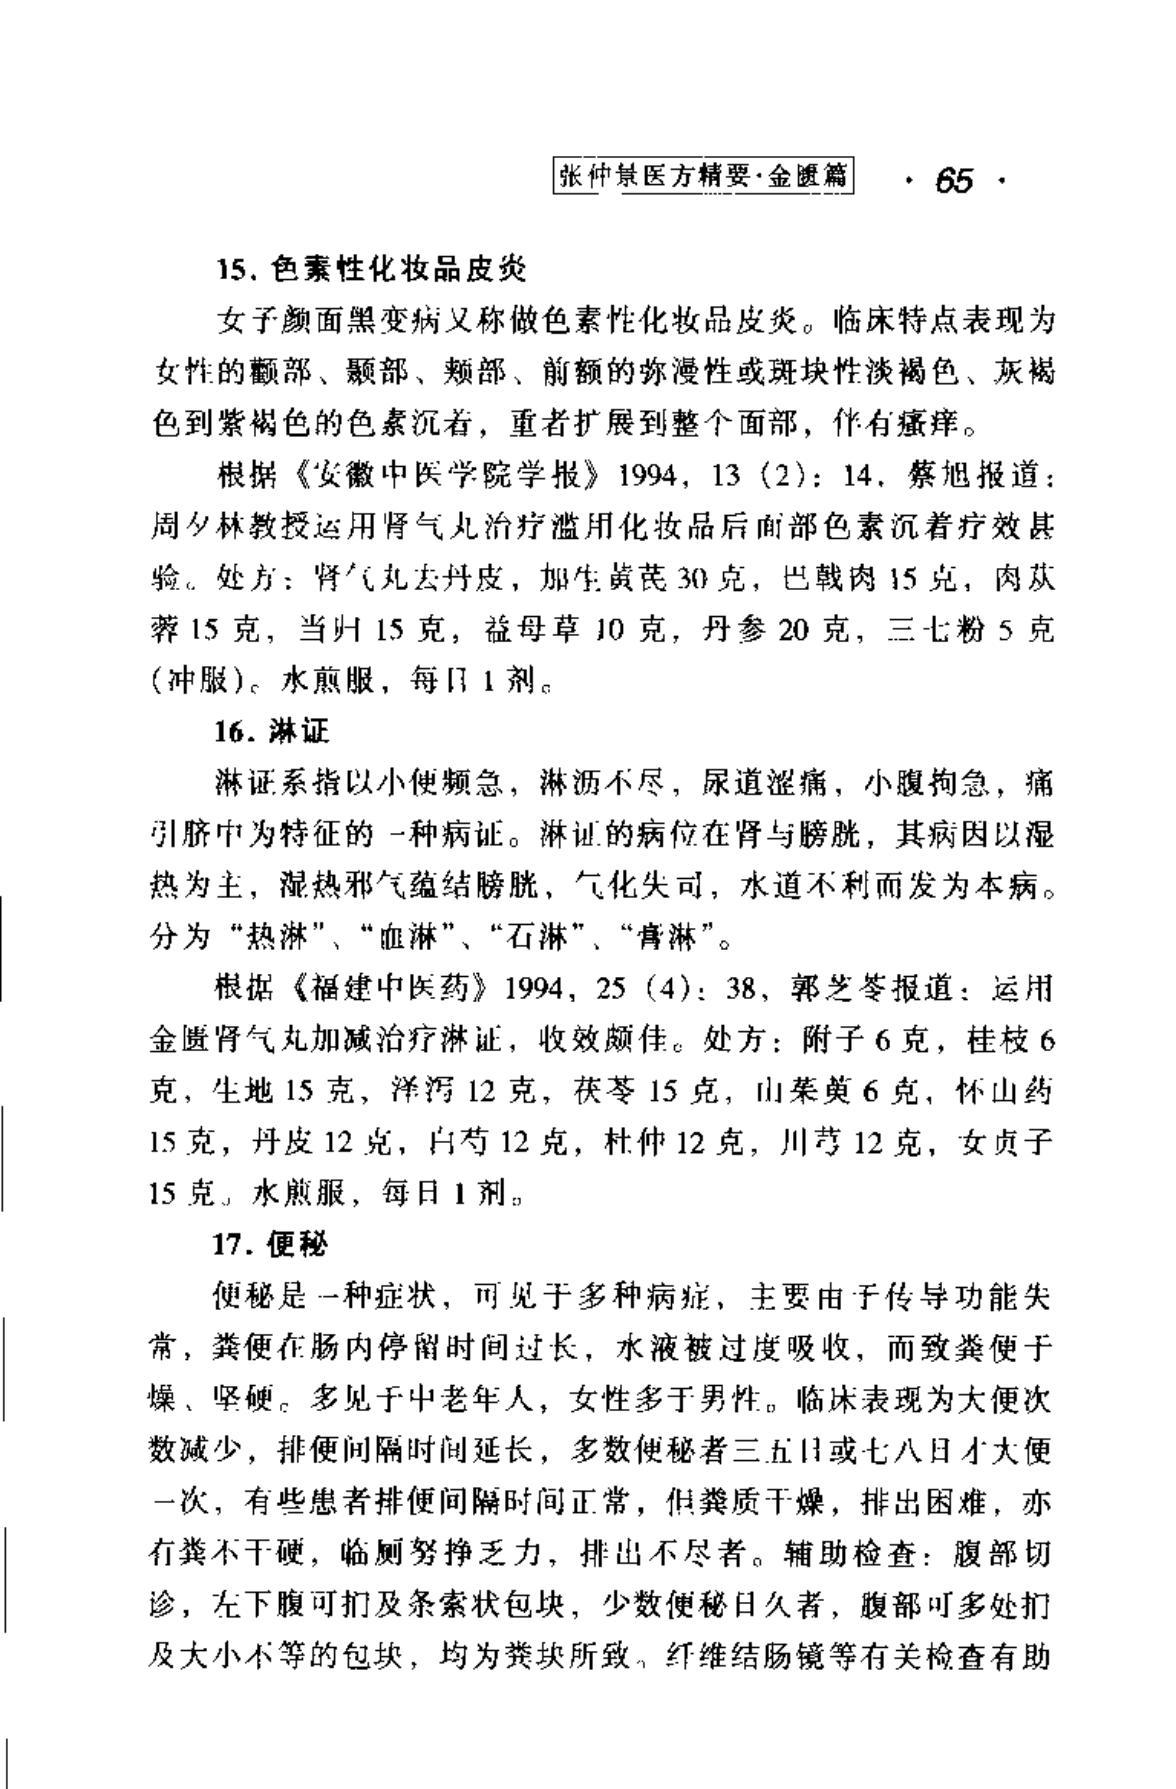 张仲景医方精要·金匮篇 · 65 ·
15. 色素性化妆品皮炎
女子颜面黑变病又称做色素性化妆品皮炎。临床特点表现为
女性的颧部、颞部、颊部、前额的弥漫性或斑块性淡褐色、灰褐
色到紫褐色的色素沉着，重者扩展到整个面部，伴有瘙痒。
根据《安徽中医学院学报》1994，13（2）：14．蔡旭报道：
周夕林教授运用肾气丸治疗滥用化妆品后面部色素沉着疗效甚
验。处方：肾气丸去丹皮，加生黄芪 30 克，巴戟肉 15 克，肉苁
蓉 15 克，当归 15 克，益母草 10 克，丹参 20 克，三七粉 5 克
(冲服)。水煎服，每日 1 剂。
16. 淋证
淋证系指以小便频急，淋沥不尽，尿道涩痛，小腹拘急，痛
引脐中为特征的一种病证。淋证的病位在肾与膀胱，其病因以湿
热为主，湿热邪气蕴结膀胱，气化失司，水道不利而发为本病。
分为“热淋”、“血淋”、“石淋”、“膏淋”。
根据《福建中医药》1994，25（4）：38，郭芝苓报道：运用
金匮肾气丸加减治疗淋证，收效颇佳。处方：附子 6 克，桂枝 6
克，生地 15 克，泽泻 12 克，茯苓 15 克，山茱萸 6 克，怀山药
15 克，丹皮 12 克，白芍 12 克，杜仲 12 克，川芎 12 克，女贞子
15 克。水煎服，每日 1 剂。
17. 便秘
便秘是一种症状，可见于多种病症，主要由于传导功能失
常，粪便在肠内停留时间过长，水液被过度吸收，而致粪便干
燥、坚硬。多见于中老年人，女性多于男性。临床表现为大便次
数减少，排便间隔时间延长，多数便秘者三五日或七八日才大便
一次，有些患者排便间隔时间正常，但粪质干燥，排出困难，亦
有粪不干硬，临厕努挣乏力，排出不尽者。辅助检查：腹部切
诊，左下腹可扪及条索状包块，少数便秘日久者，腹部可多处扪
及大小不等的包块，均为粪块所致。纤维结肠镜等有关检查有助